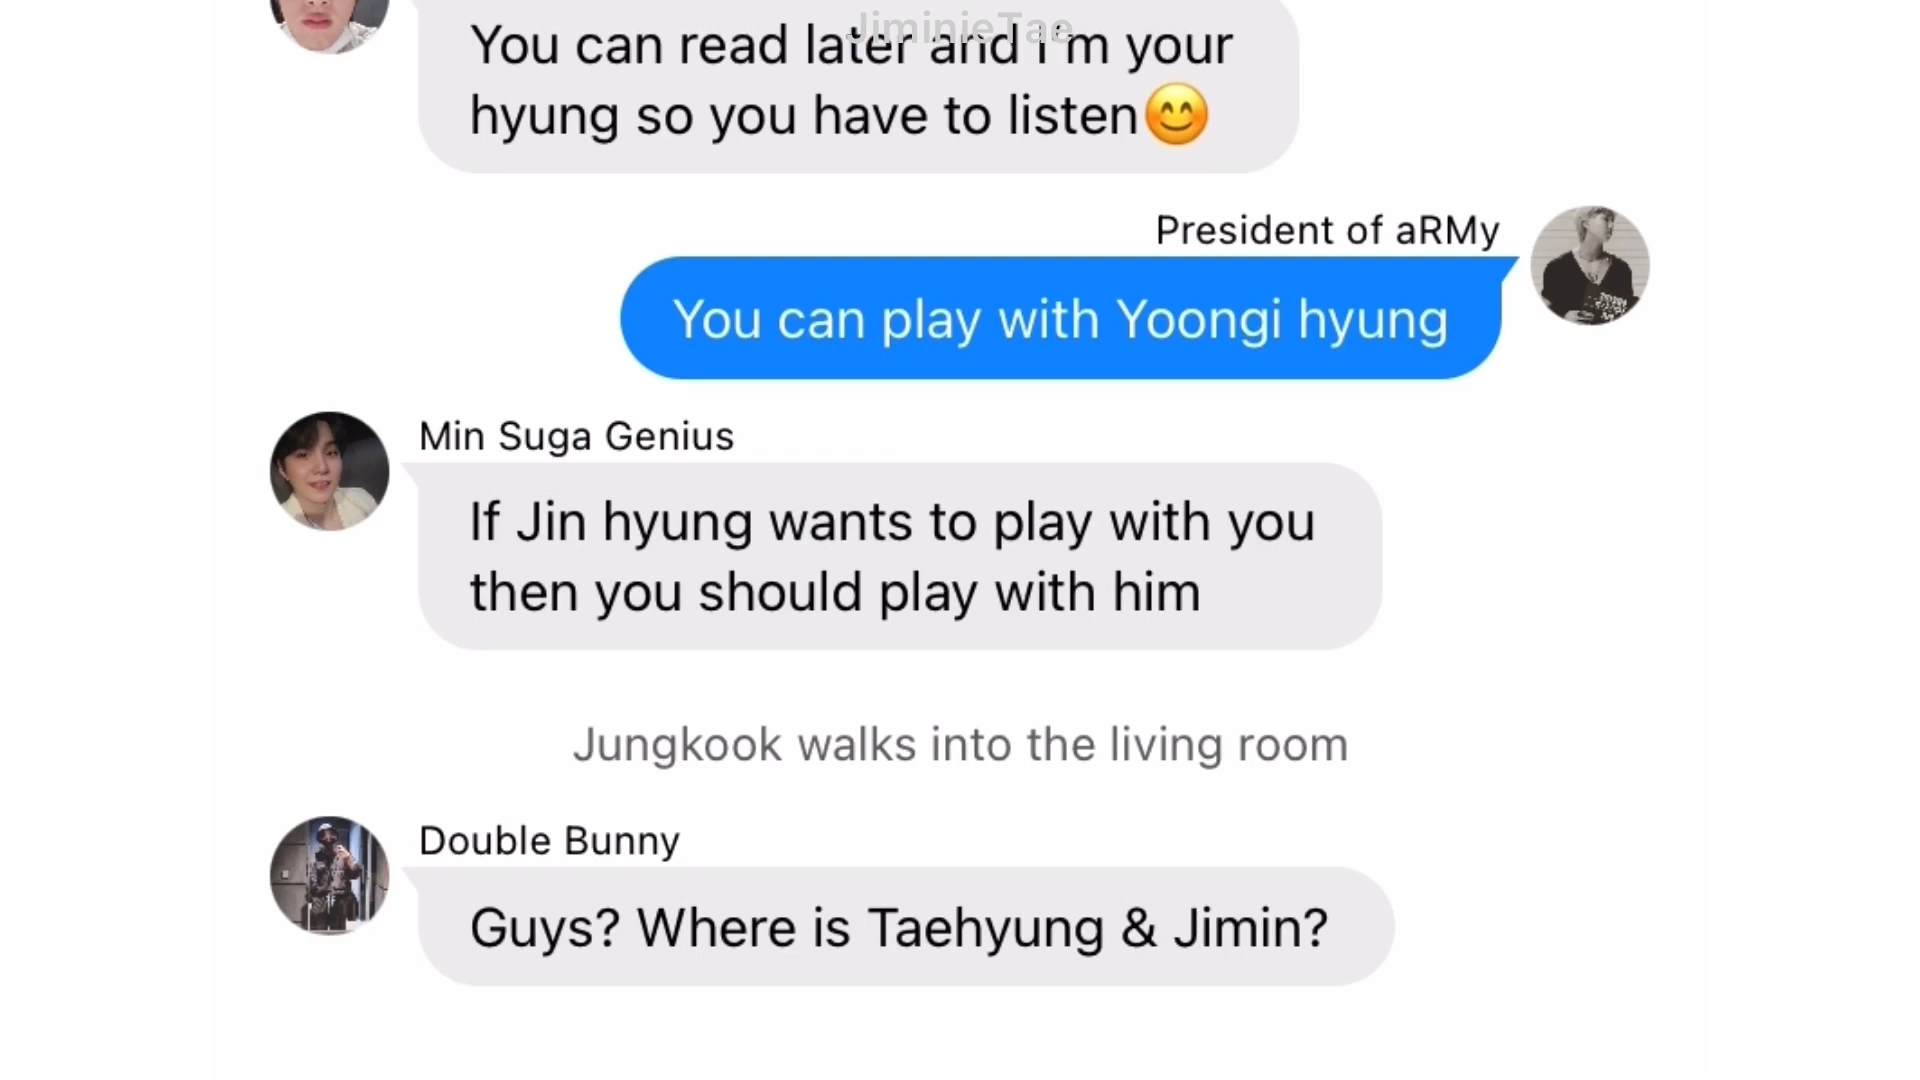 JiminieTae
You can read later and I'm your
hyung so you have to listen😊
President of aRMy
You can play with Yoongi hyung
Min Suga Genius
If Jin hyung wants to play with you
then you should play with him
Jungkook walks into the living room
Double Bunny
Guys? Where is Taehyung & Jimin?